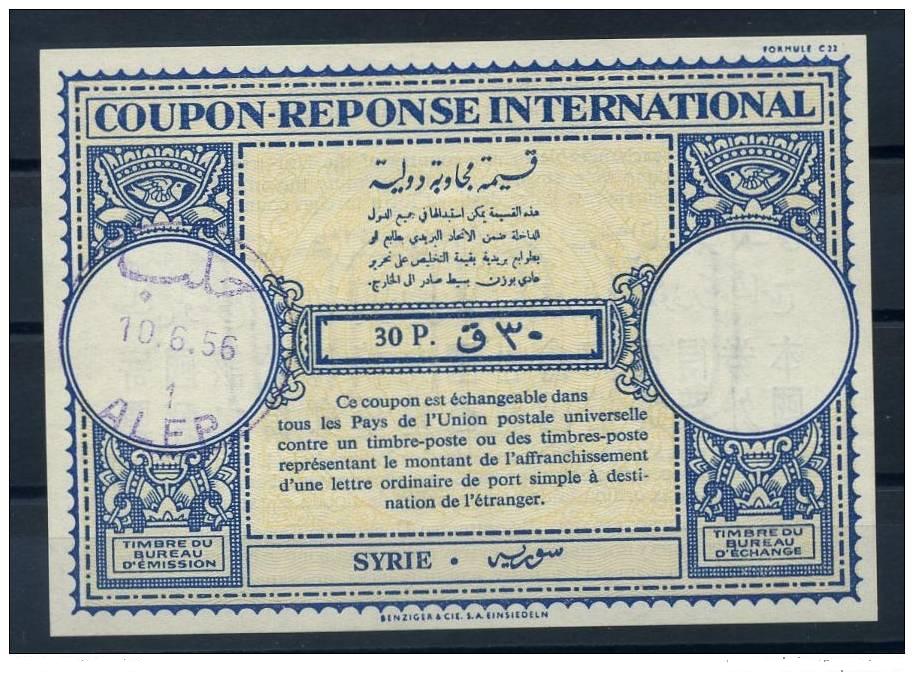 FORMULE C 22
COUPON-REPONSE INTERNATIONAL
قسيمة مجاوبة دولية
هذه القسيمة يمكن استبدالها في جميع الدول
الداخلة ضمن الاتحاد البريدي بطابع او
بطوابع بريدية بقيمة التخليص على تحرير
عادي بوزن بسيط صادر الى الخارج.
حلب
10.6.56
1
ALEP
30 P. ٣٠ ق
Ce coupon est échangeable dans
tous les Pays de l'Union postale universelle
contre un timbre-poste ou des timbres-poste
représentant le montant de l'affranchissement
d'une lettre ordinaire de port simple à desti-
nation de l'étranger.
TIMBRE DU
BUREAU
D'ÉMISSION
SYRIE • سورية
TIMBRE DU
BUREAU
D'ÉCHANGE
BENZIGER & CIE. S.A. EINSIEDELN